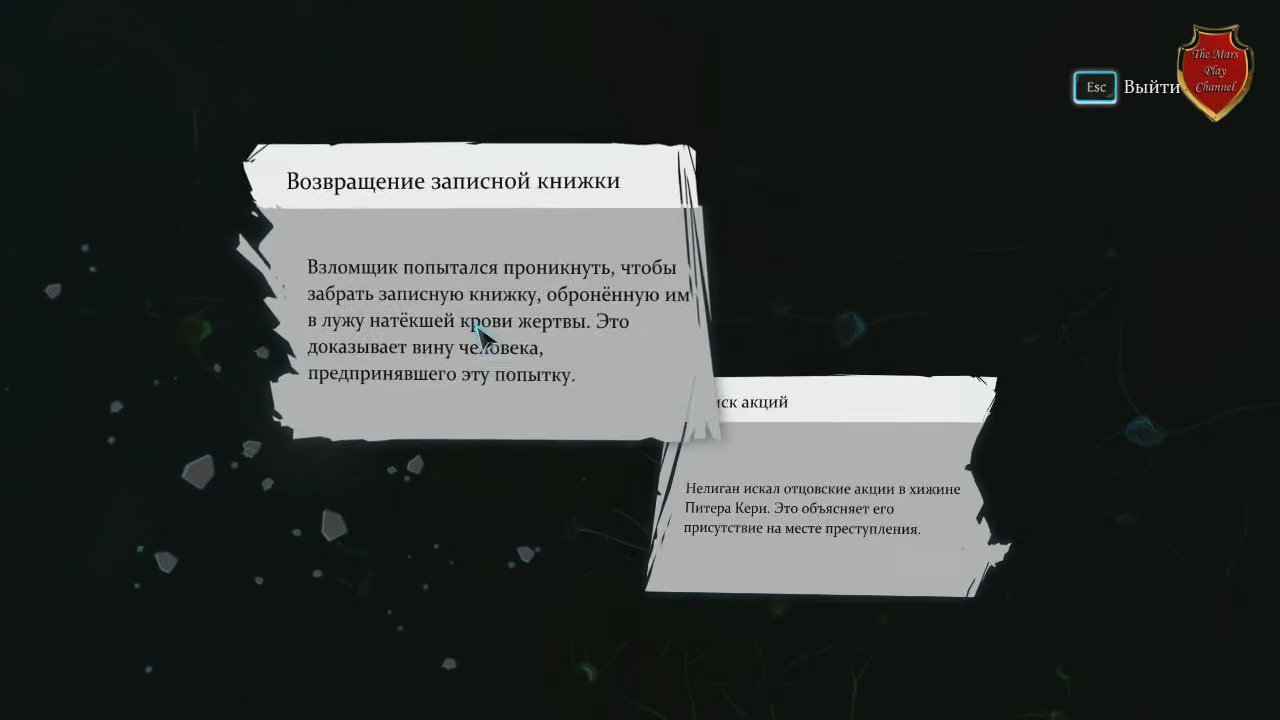 The Mars
Play
Channel
Esc Выйти
Возвращение записной книжки
Взломщик попытался проникнуть, чтобы
забрать записную книжку, обронённую им
в лужу натёкшей крови жертвы. Это
доказывает вину человека,
предпринявшего эту попытку.
иск акций
Нелиган искал отцовские акции в хижине
Питера Кери. Это объясняет его
присутствие на месте преступления.